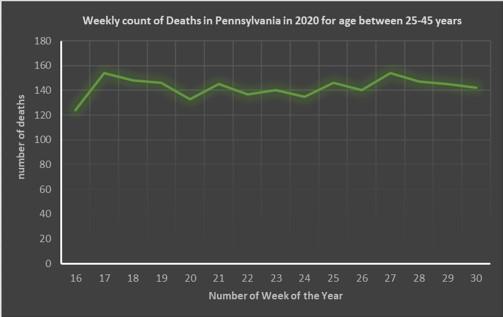 Weekly count of Deaths in Pennsylvania in 2020 for age between 25-45 years
180
160
140
120
100
80
60
40
20
0
number of deaths
16 17 18 19 20 21 22 23 24 25 26 27 28 29 30
Number of Week of the Year